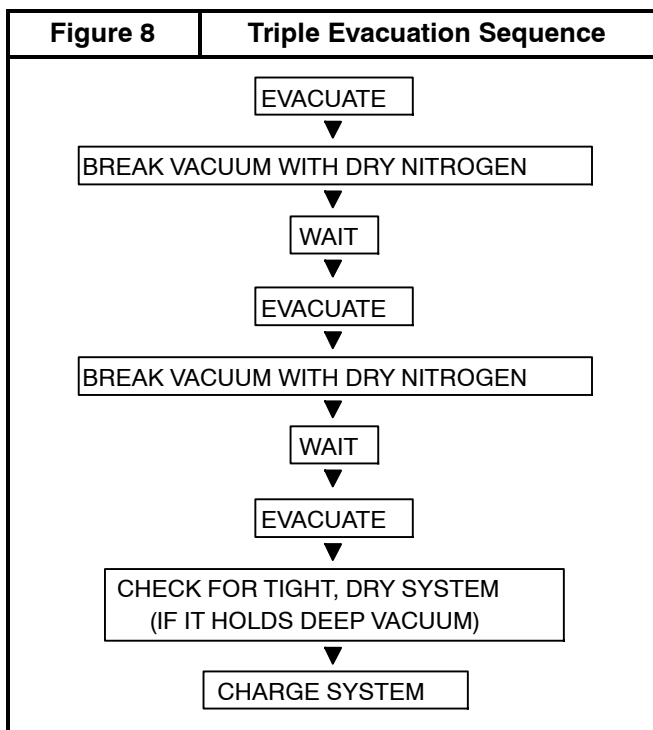 Figure 8
Triple Evacuation Sequence
EVACUATE
BREAK VACUUM WITH DRY NITROGEN
WAIT
EVACUATE
BREAK VACUUM WITH DRY NITROGEN
WAIT
EVACUATE
CHECK FOR TIGHT, DRY SYSTEM
(IF IT HOLDS DEEP VACUUM)
CHARGE SYSTEM